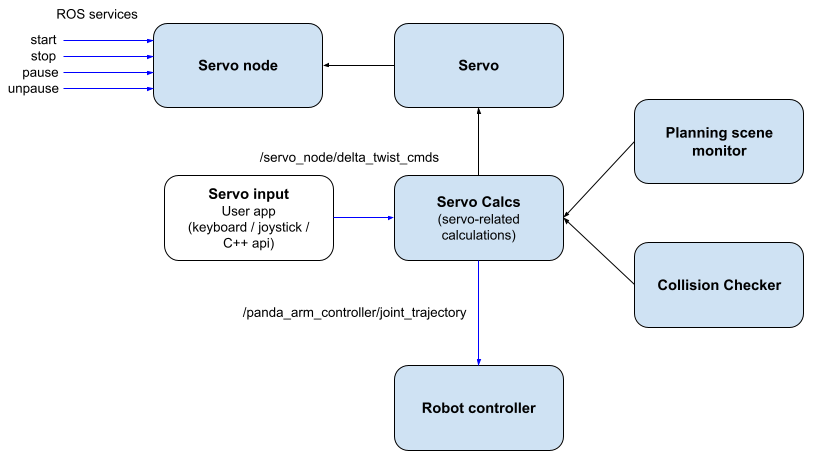 ROS services
start
stop
pause
unpause
Servo node
Servo
Planning scene
monitor
/servo_node/delta_twist_cmds
Servo input
User app
(keyboard / joystick /
C++ api)
Servo Calcs
(servo-related
calculations)
Collision Checker
/panda_arm_controller/joint_trajectory
Robot controller